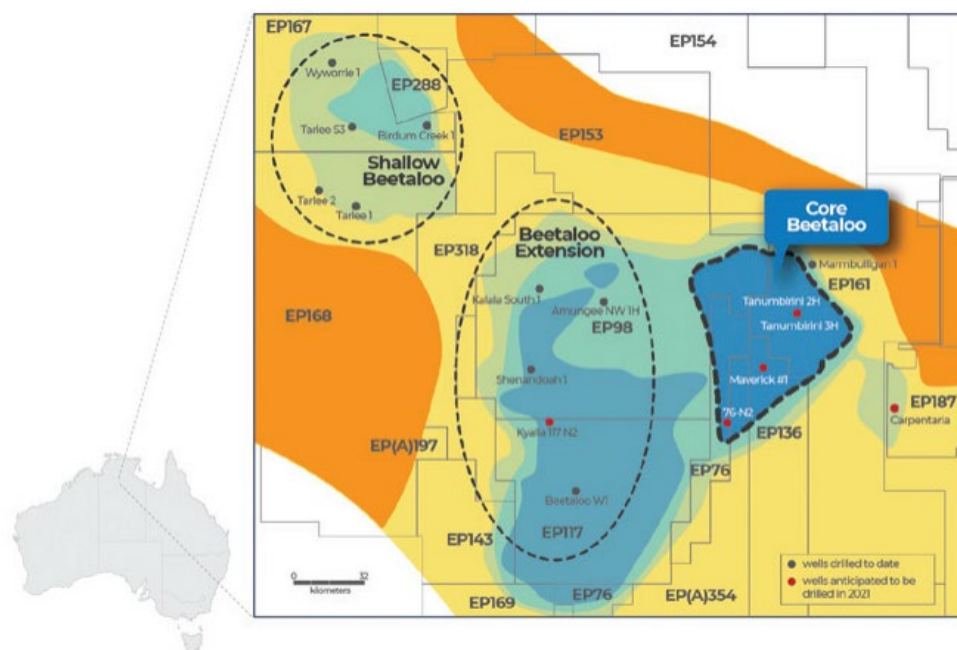 EP167
EP154
Wyworrie 1
EP288
Tarlee S3
Birdum Creek 1
EP153
Shallow
Beetaloo
Tarlee 2
Tarlee 1
Core
Beetaloo
EP318
Beetaloo
Extension
Marmbulligan 1
EP161
Kalala South 1
Amungee NW 1H
EP98
Tanumbirini 2H
Tanumbirini 3H
EP168
Shenandoah 1
Maverick #1
EP187
Carpentaria
76-N2
EP136
Kyalla 117 N2
EP(A)197
EP76
Beetaloo W1
EP117
EP143
wells drilled to date
wells anticipated to be
drilled in 2021
0
kilometers
EP169
EP76
EP(A)354